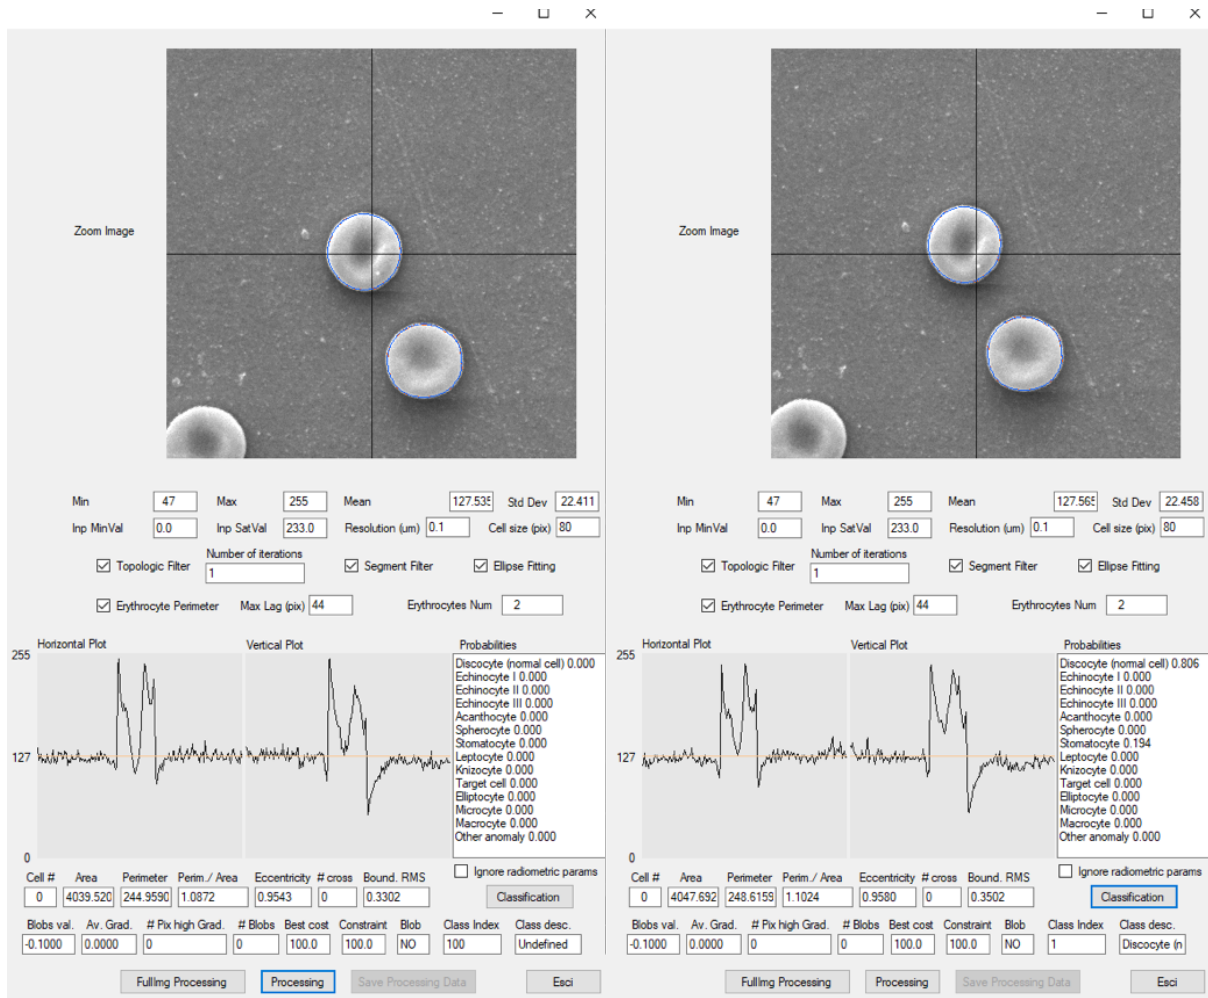 Zoom Image
Min 47 Max 255 Mean 127.535 Std Dev 22.411
Inp MinVal 0.0 Inp SatVal 233.0 Resolution (um) 0.1 Cell size (pix) 80
Number of iterations
Topologic Filter 1 Segment Filter Ellipse Fitting
Erythrocyte Perimeter Max Lag (pix) 44 Erythrocytes Num 2
Horizontal Plot Vertical Plot Probabilities
255
127
0
Discocyte (normal cell) 0.000
Echinocyte I 0.000
Echinocyte II 0.000
Echinocyte III 0.000
Acanthocyte 0.000
Spherocyte 0.000
Stomatocyte 0.000
Leptocyte 0.000
Knizocyte 0.000
Target cell 0.000
Elliptocyte 0.000
Microcyte 0.000
Macrocyte 0.000
Other anomaly 0.000
Ignore radiometric params
Cell # Area Perimeter Perim./ Area Eccentricity # cross Bound. RMS
0 4039.520 244.9590 1.0872 0.9543 0 0.3302 Classification
Blobs val. Av. Grad. # Pix high Grad. # Blobs Best cost Constraint Blob Class Index Class desc.
-0.1000 0.0000 0 0 100.0 100.0 NO 100 Undefined
FullImg Processing Processing Save Processing Data Esci
Zoom Image
Min 47 Max 255 Mean 127.565 Std Dev 22.458
Inp MinVal 0.0 Inp SatVal 233.0 Resolution (um) 0.1 Cell size (pix) 80
Number of iterations
Topologic Filter 1 Segment Filter Ellipse Fitting
Erythrocyte Perimeter Max Lag (pix) 44 Erythrocytes Num 2
Horizontal Plot Vertical Plot Probabilities
255
127
0
Discocyte (normal cell) 0.806
Echinocyte I 0.000
Echinocyte II 0.000
Echinocyte III 0.000
Acanthocyte 0.000
Spherocyte 0.000
Stomatocyte 0.194
Leptocyte 0.000
Knizocyte 0.000
Target cell 0.000
Elliptocyte 0.000
Microcyte 0.000
Macrocyte 0.000
Other anomaly 0.000
Ignore radiometric params
Cell # Area Perimeter Perim./ Area Eccentricity # cross Bound. RMS
0 4047.692 248.6159 1.1024 0.9580 0 0.3502 Classification
Blobs val. Av. Grad. # Pix high Grad. # Blobs Best cost Constraint Blob Class Index Class desc.
-0.1000 0.0000 0 0 100.0 100.0 NO 1 Discocyte (n
FullImg Processing Processing Save Processing Data Esci